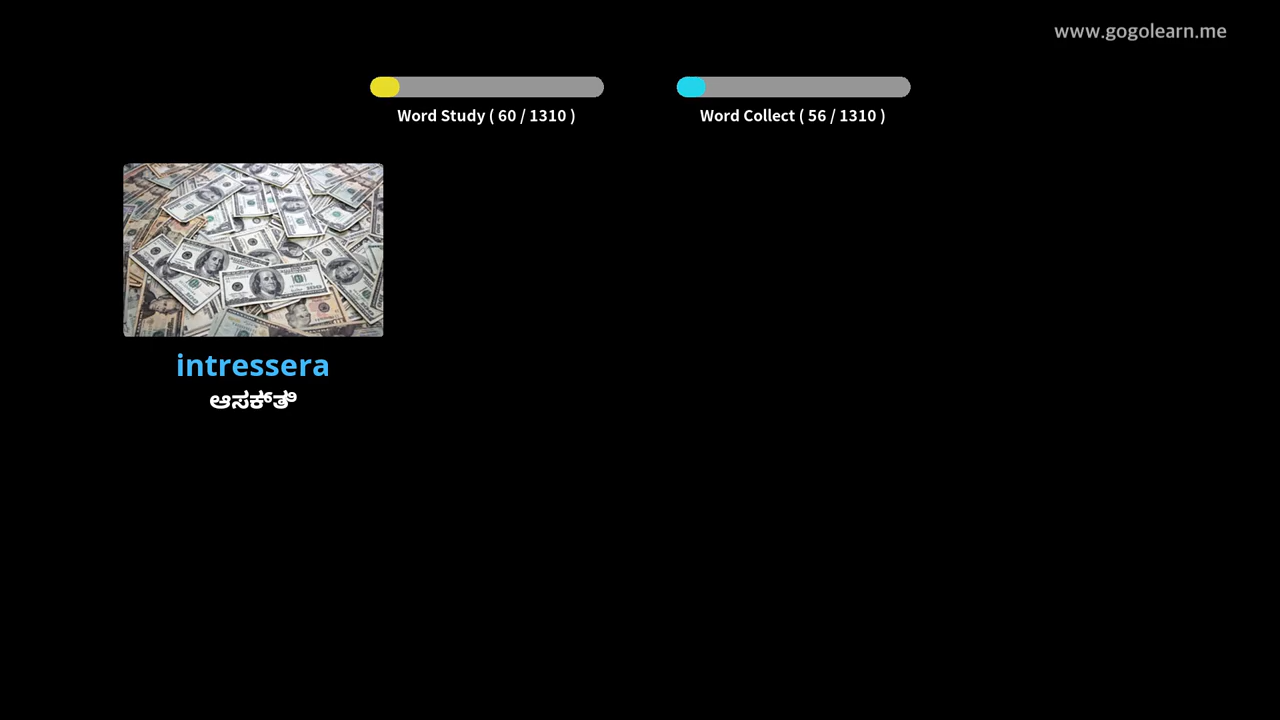 www.gogolearn.me
Word Study ( 60 / 1310 )
Word Collect ( 56 / 1310 )
intressera
ಆಸಕ್ತಿ